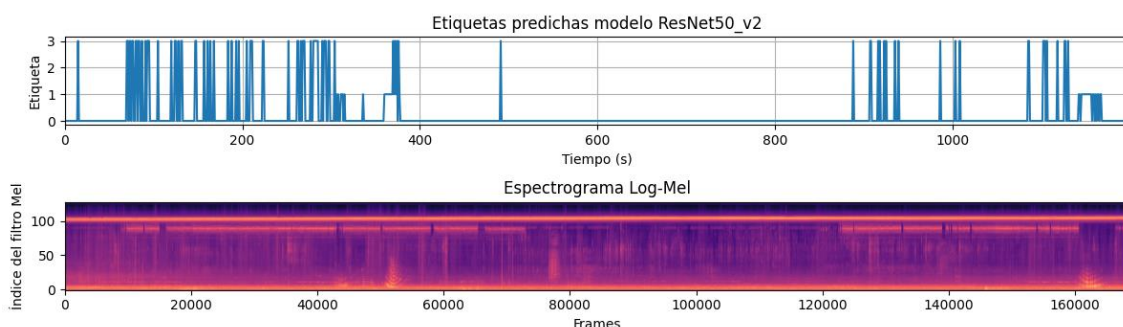 Etiquetas predichas modelo ResNet50_v2
3
2
1
0
Etiqueta
0 200 400 600 800 1000
Tiempo (s)
Espectrograma Log-Mel
100
50
0
Índice del filtro Mel
0 20000 40000 60000 80000 100000 120000 140000 160000
Frames